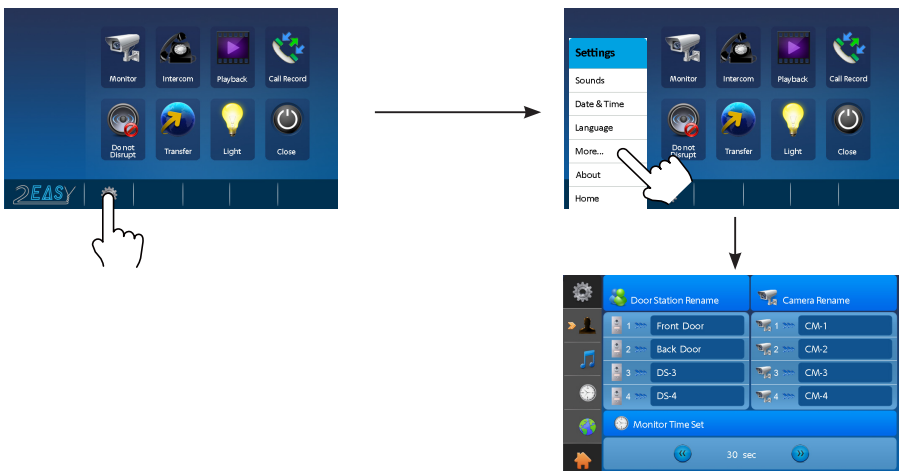 Monitor Intercom Playback Call Record
Do not
Disrupt
Transfer Light Close
2EASY
Settings
Sounds
Date & Time
Language
More...
About
Home
Monitor Intercom Playback Call Record
Do not
Disrupt
Transfer Light Close
Door Station Rename Camera Rename
1 Front Door 1 CM-1
2 Back Door 2 CM-2
3 DS-3 3 CM-3
4 DS-4 4 CM-4
Monitor Time Set
30 sec